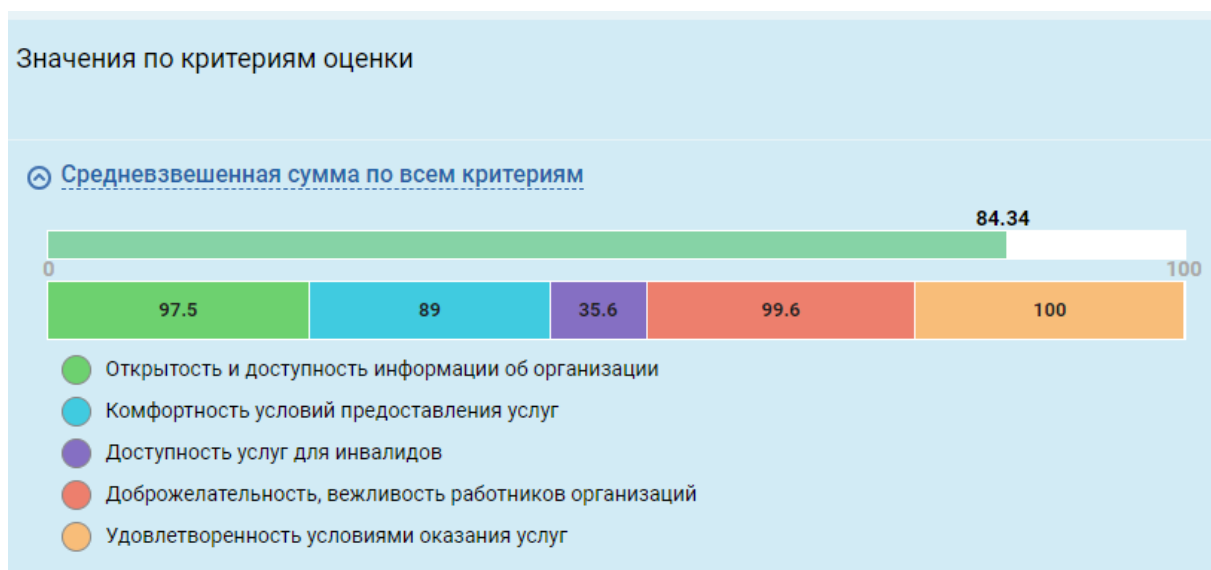 Значения по критериям оценки
Средневзвешенная сумма по всем критериям
84.34
0 100
97.5 89 35.6 99.6 100
Открытость и доступность информации об организации
Комфортность условий предоставления услуг
Доступность услуг для инвалидов
Доброжелательность, вежливость работников организаций
Удовлетворенность условиями оказания услуг